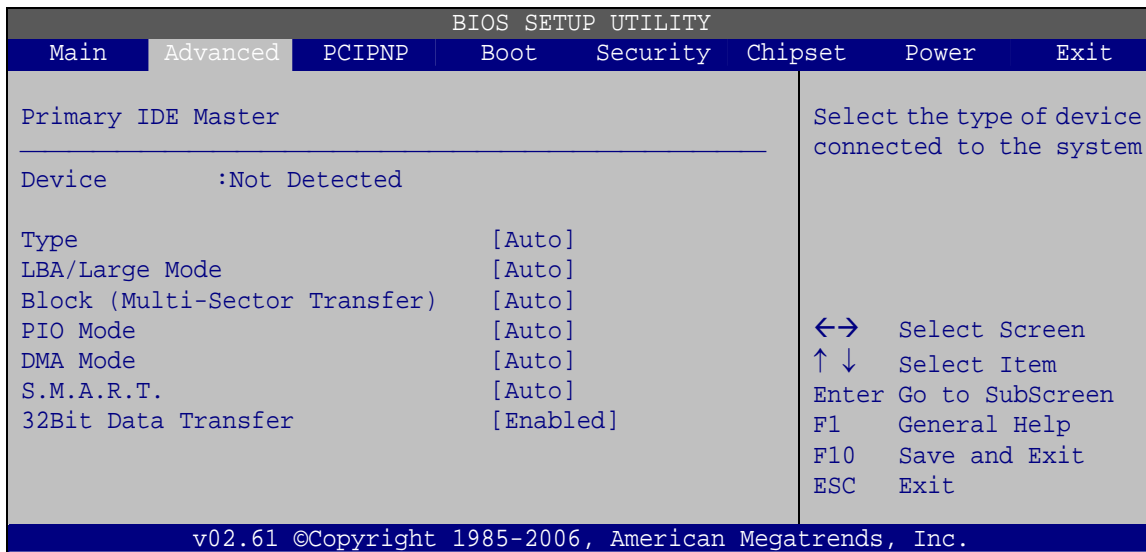 BIOS SETUP UTILITY
Main Advanced PCIPNP Boot Security Chipset Power Exit
Primary IDE Master
Device :Not Detected
Type [Auto]
LBA/Large Mode [Auto]
Block (Multi-Sector Transfer) [Auto]
PIO Mode [Auto]
DMA Mode [Auto]
S.M.A.R.T. [Auto]
32Bit Data Transfer [Enabled]
Select the type of device
connected to the system
←→ Select Screen
↑ ↓ Select Item
Enter Go to SubScreen
F1 General Help
F10 Save and Exit
ESC Exit
v02.61 ©Copyright 1985-2006, American Megatrends, Inc.